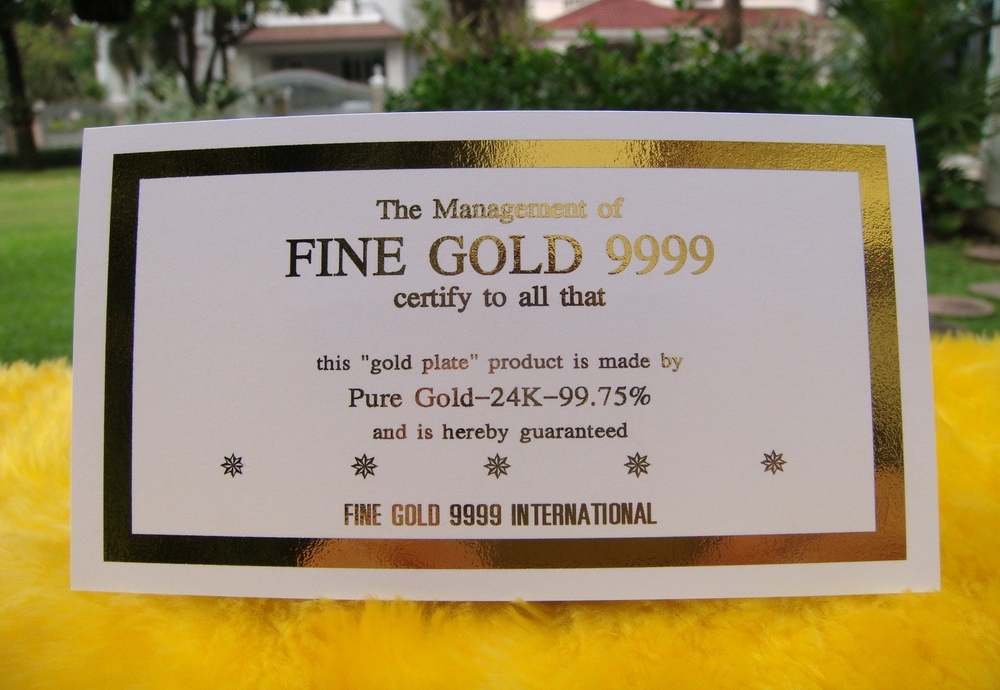 The Management of
FINE GOLD 9999
certify to all that
this "gold plate" product is made by
Pure Gold–24K–99.75%
and is hereby guaranteed
FINE GOLD 9999 INTERNATIONAL